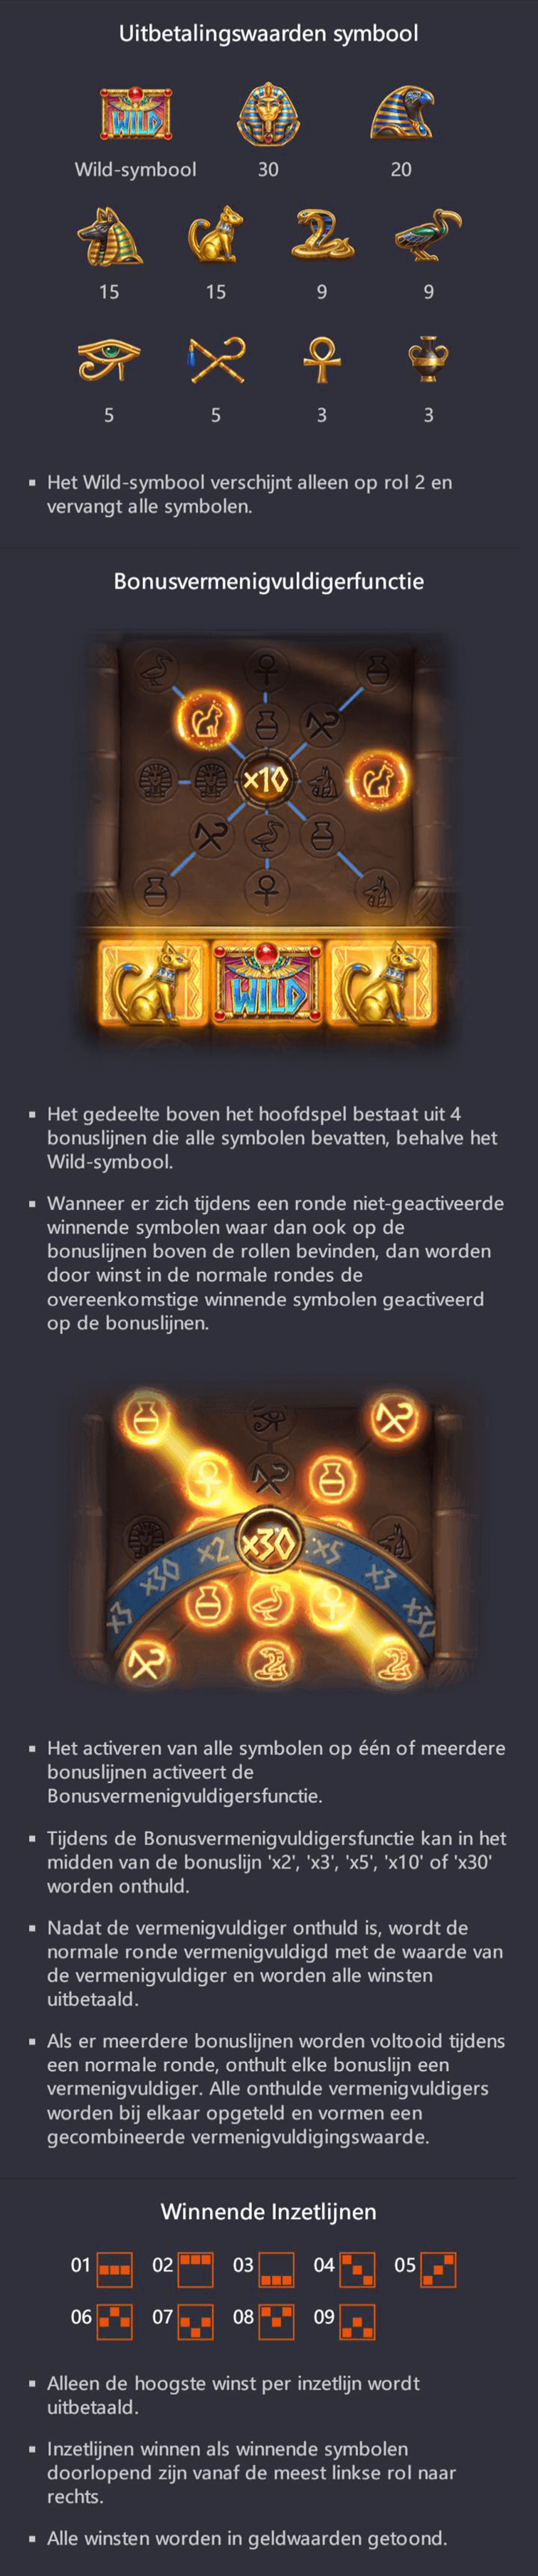 Uitbetalingswaarden symbool
WILD
Wild-symbool 30 20
15 15 9 9
5 5 3 3
Het Wild-symbool verschijnt alleen op rol 2 en
vervangt alle symbolen.
Bonusvermenigvuldigerfunctie
x10
WILD
Het gedeelte boven het hoofdspel bestaat uit 4
bonuslijnen die alle symbolen bevatten, behalve het
Wild-symbool.
Wanneer er zich tijdens een ronde niet-geactiveerde
winnende symbolen waar dan ook op de
bonuslijnen boven de rollen bevinden, dan worden
door winst in de normale rondes de
overeenkomstige winnende symbolen geactiveerd
op de bonuslijnen.
x3 x30 x2 x30 x5 x3 x30
Het activeren van alle symbolen op één of meerdere
bonuslijnen activeert de
Bonusvermenigvuldigersfunctie.
Tijdens de Bonusvermenigvuldigersfunctie kan in het
midden van de bonuslijn 'x2', 'x3', 'x5', 'x10' of 'x30'
worden onthuld.
Nadat de vermenigvuldiger onthuld is, wordt de
normale ronde vermenigvuldigd met de waarde van
de vermenigvuldiger en worden alle winsten
uitbetaald.
Als er meerdere bonuslijnen worden voltooid tijdens
een normale ronde, onthult elke bonuslijn een
vermenigvuldiger. Alle onthulde vermenigvuldigers
worden bij elkaar opgeteld en vormen een
gecombineerde vermenigvuldigingswaarde.
Winnende Inzetlijnen
01 02 03 04 05
06 07 08 09
Alleen de hoogste winst per inzetlijn wordt
uitbetaald.
Inzetlijnen winnen als winnende symbolen
doorlopend zijn vanaf de meest linkse rol naar
rechts.
Alle winsten worden in geldwaarden getoond.